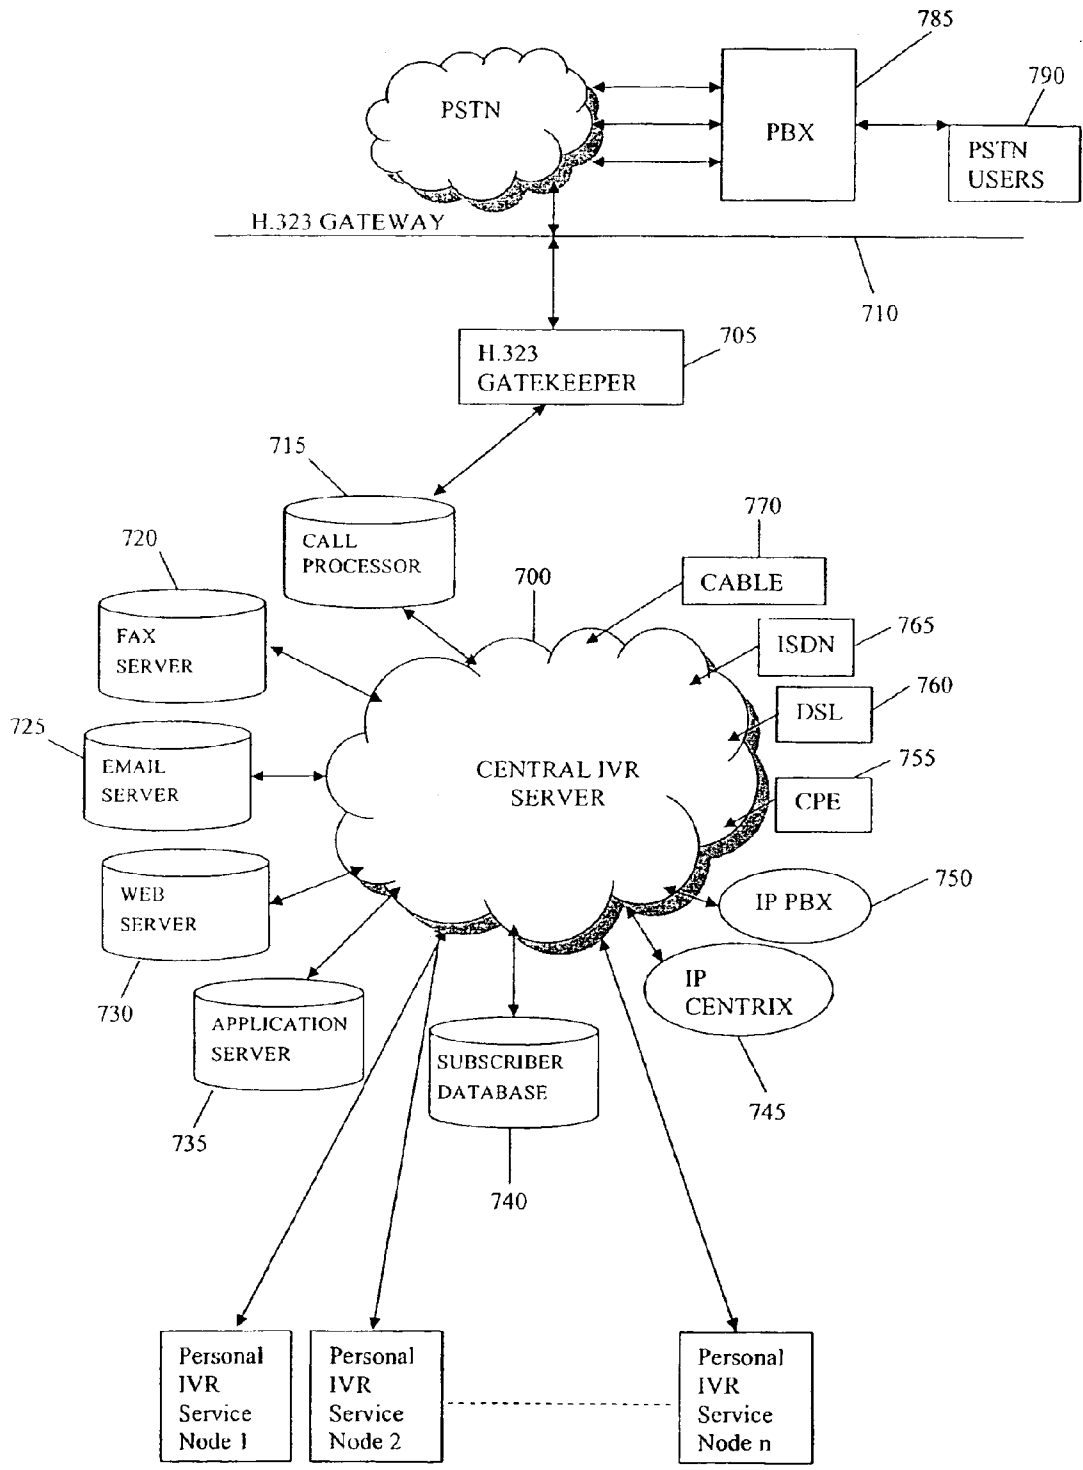 785
790
PSTN
PBX
PSTN
USERS
H.323 GATEWAY
710
705
H.323
GATEKEEPER
715
770
720
CALL
PROCESSOR
700
CABLE
765
FAX
SERVER
ISDN
760
725
DSL
EMAIL
SERVER
755
CENTRAL IVR
SERVER
CPE
WEB
SERVER
750
IP PBX
730
IP
CENTRIX
APPLICATION
SERVER
SUBSCRIBER
DATABASE
745
735
740
Personal
IVR
Service
Node 1
Personal
IVR
Service
Node 2
Personal
IVR
Service
Node n